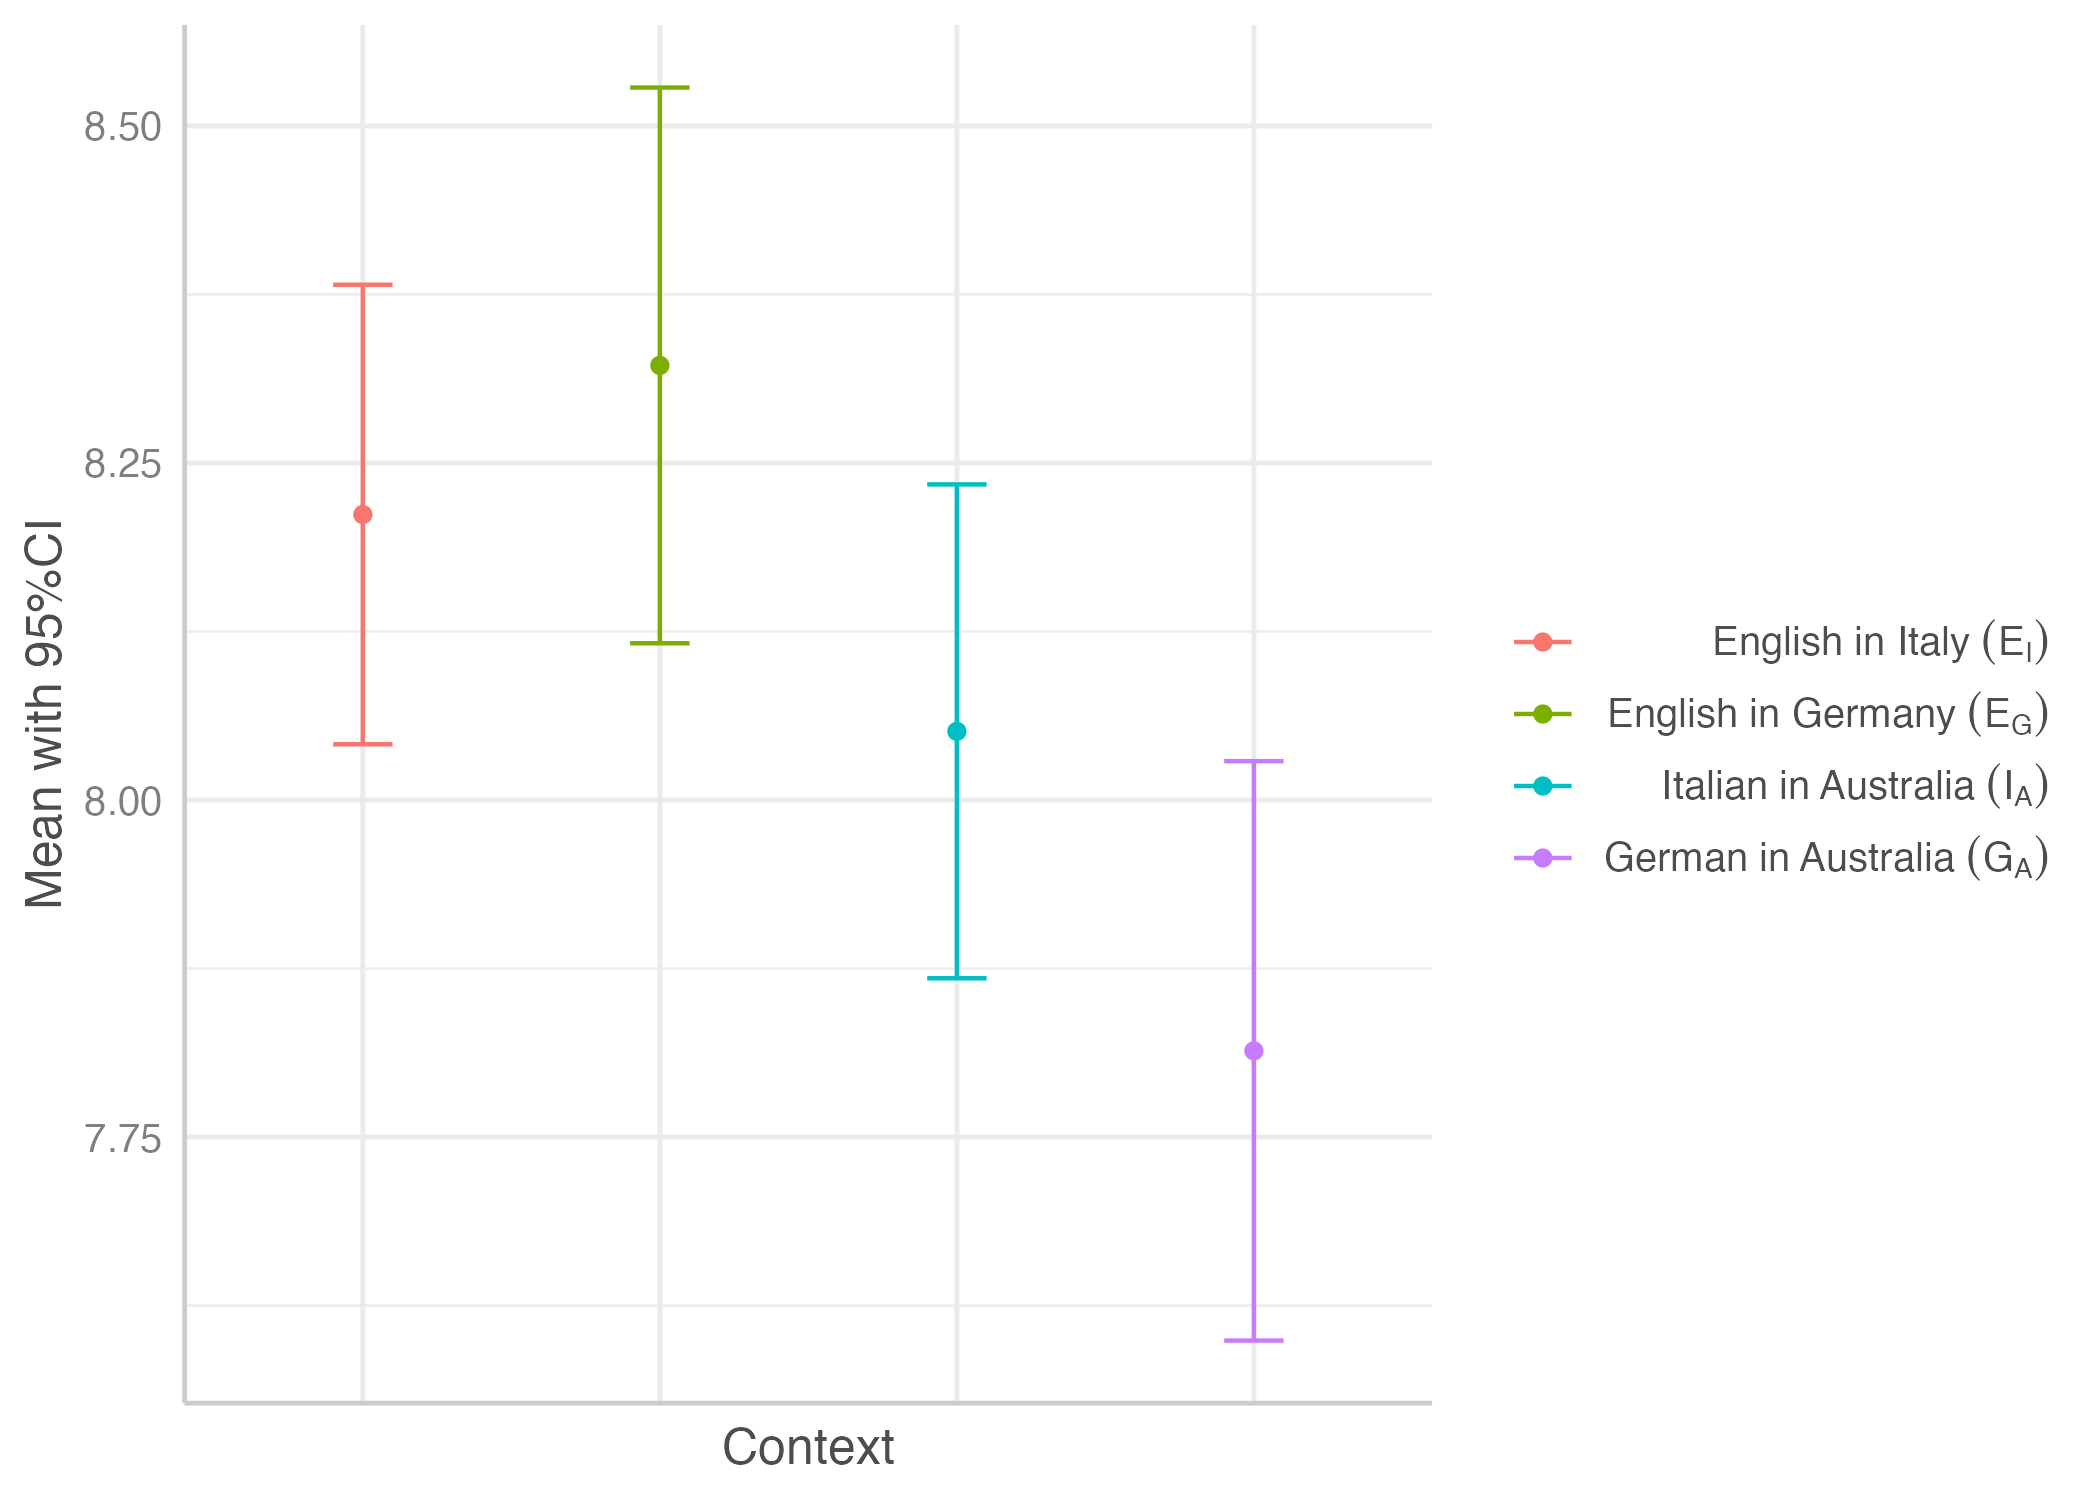 Mean with 95%CI
8.50
8.25
8.00
7.75
Context
English in Italy (E_I)
English in Germany (E_G)
Italian in Australia (I_A)
German in Australia (G_A)